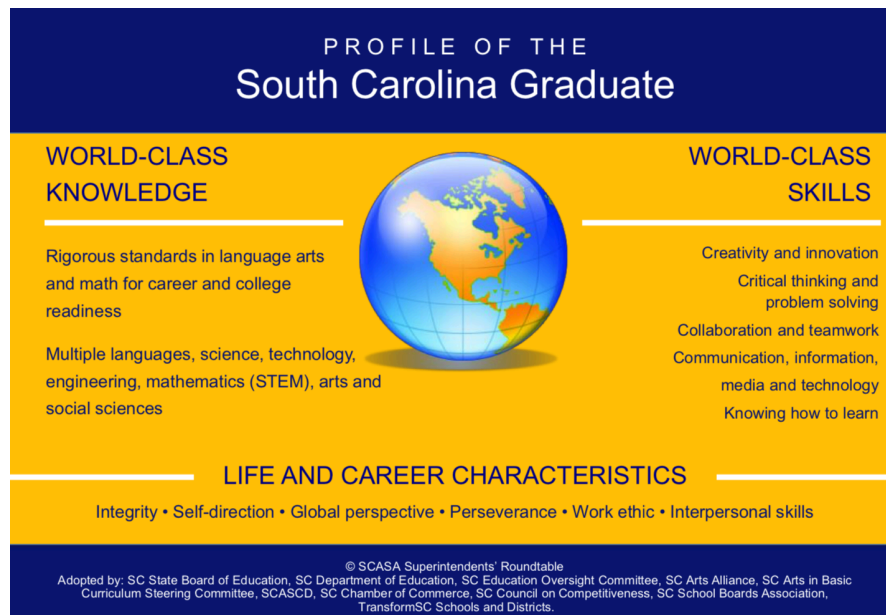 PROFILE OF THE
South Carolina Graduate
WORLD-CLASS
KNOWLEDGE
Rigorous standards in language arts
and math for career and college
readiness
Multiple languages, science, technology,
engineering, mathematics (STEM), arts and
social sciences
WORLD-CLASS
SKILLS
Creativity and innovation
Critical thinking and
problem solving
Collaboration and teamwork
Communication, information,
media and technology
Knowing how to learn
LIFE AND CAREER CHARACTERISTICS
Integrity • Self-direction • Global perspective • Perseverance • Work ethic • Interpersonal skills
© SCASA Superintendents’ Roundtable
Adopted by: SC State Board of Education, SC Department of Education, SC Education Oversight Committee, SC Arts Alliance, SC Arts in Basic
Curriculum Steering Committee, SCASCD, SC Chamber of Commerce, SC Council on Competitiveness, SC School Boards Association,
TransformSC Schools and Districts.